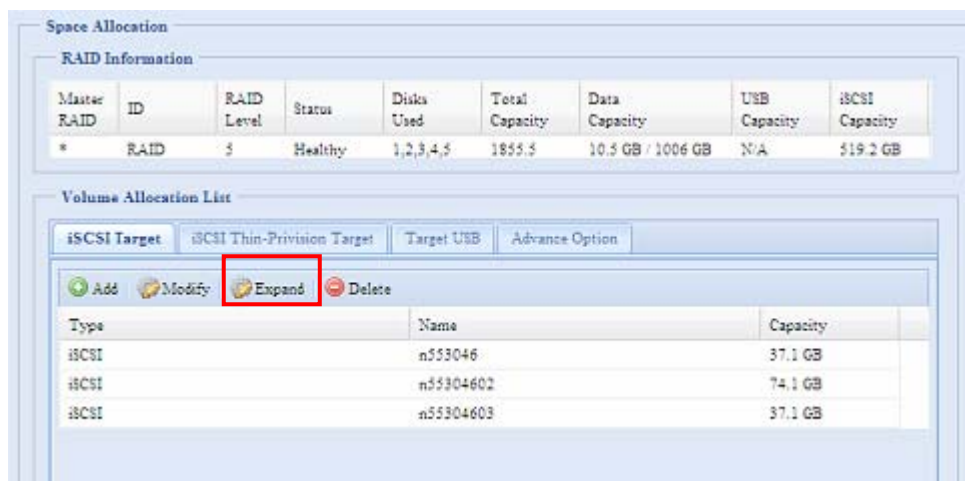 Space Allocation
RAID Information
Master RAID ID RAID Level Status Disks Used Total Capacity Data Capacity USB Capacity iSCSI Capacity
* RAID 5 Healthy 1,2,3,4,5 1855.5 10.5 GB / 1006 GB N/A 519.2 GB
Volume Allocation List
iSCSI Target iSCSI Thin-Privision Target Target USB Advance Option
Add Modify Expand Delete
Type Name Capacity
iSCSI n553046 37.1 GB
iSCSI n55304602 74.1 GB
iSCSI n55304603 37.1 GB